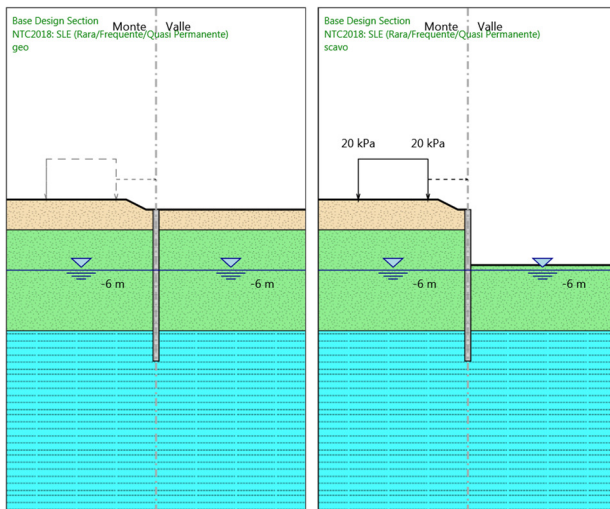 Base Design Section
Monte Valle
NTC2018: SLE (Rara/Frequente/Quasi Permanente)
geo
-6 m
-6 m
Base Design Section
Monte Valle
NTC2018: SLE (Rara/Frequente/Quasi Permanente)
scavo
20 kPa
20 kPa
-6 m
-6 m